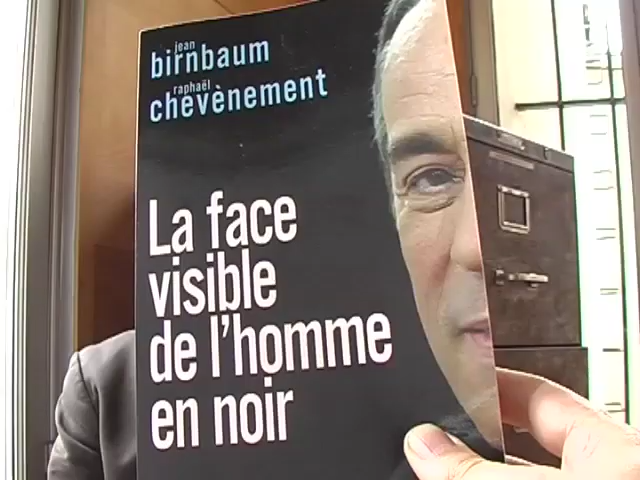 jean
birnbaum
raphaël
chevènement
La face
visible
de l'homme
en noir